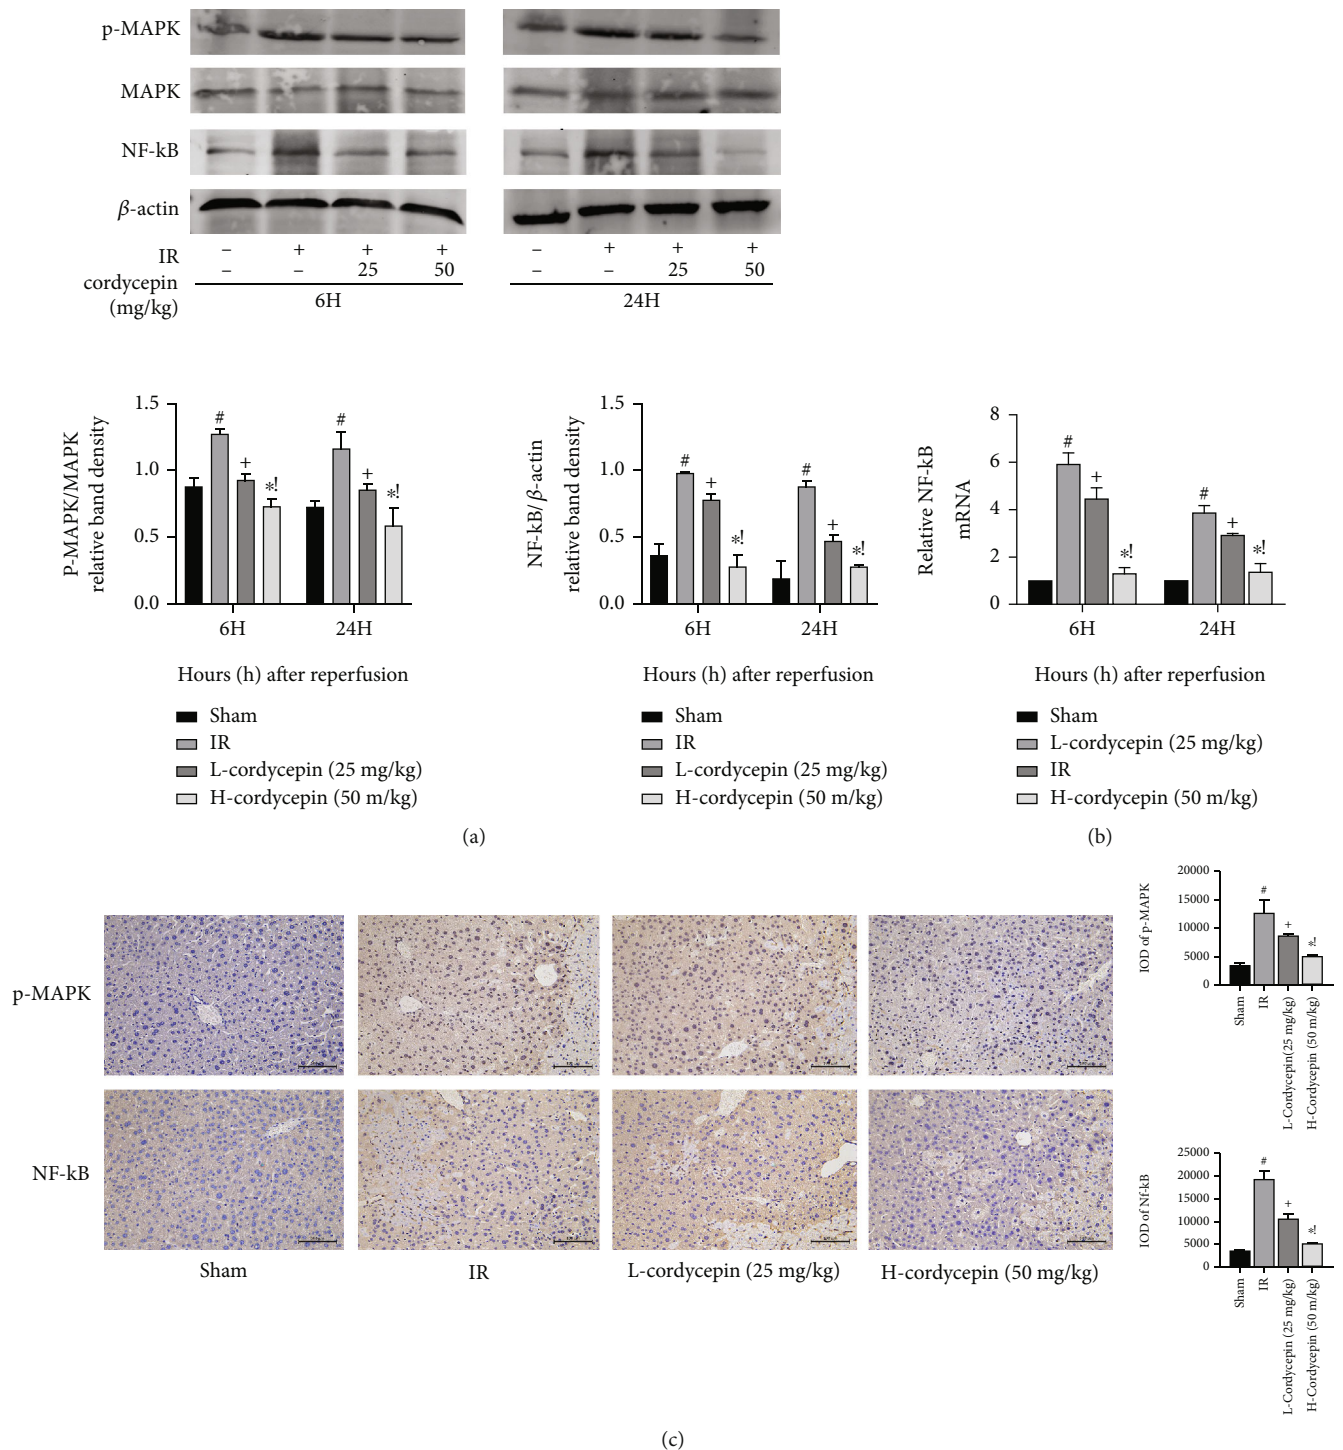 p-MAPK
MAPK
NF-kB
β-actin
IR – + + + – + + +
cordycepin (mg/kg) – – 25 50 – – 25 50
6H 24H
P-MAPK/MAPK
relative band density
1.5
1.0
0.5
0.0
# + *! # + *!
6H 24H
Hours (h) after reperfusion
Sham
IR
L-cordycepin (25 mg/kg)
H-cordycepin (50 m/kg)
NF-kB/β-actin
relative band density
1.5
1.0
0.5
0.0
# + *! # + *!
6H 24H
Hours (h) after reperfusion
Sham
IR
L-cordycepin (25 mg/kg)
H-cordycepin (50 m/kg)
(a)
Relative NF-kB
mRNA
8
6
4
2
0
# + *! # + *!
6H 24H
Hours (h) after reperfusion
Sham
L-cordycepin (25 mg/kg)
IR
H-cordycepin (50 m/kg)
(b)
p-MAPK
NF-kB
Sham IR L-cordycepin (25 mg/kg) H-cordycepin (50 mg/kg)
IOD of p-MAPK
20000
15000
10000
5000
0
# + *!
Sham
IR
L-Cordycepin(25 mg/kg)
H-Cordycepin (50 m/kg)
IOD of Nf-kB
25000
20000
15000
10000
5000
0
# + *!
Sham
IR
L-Cordycepin (25 mg/kg)
H-Cordycepin (50 m/kg)
(c)